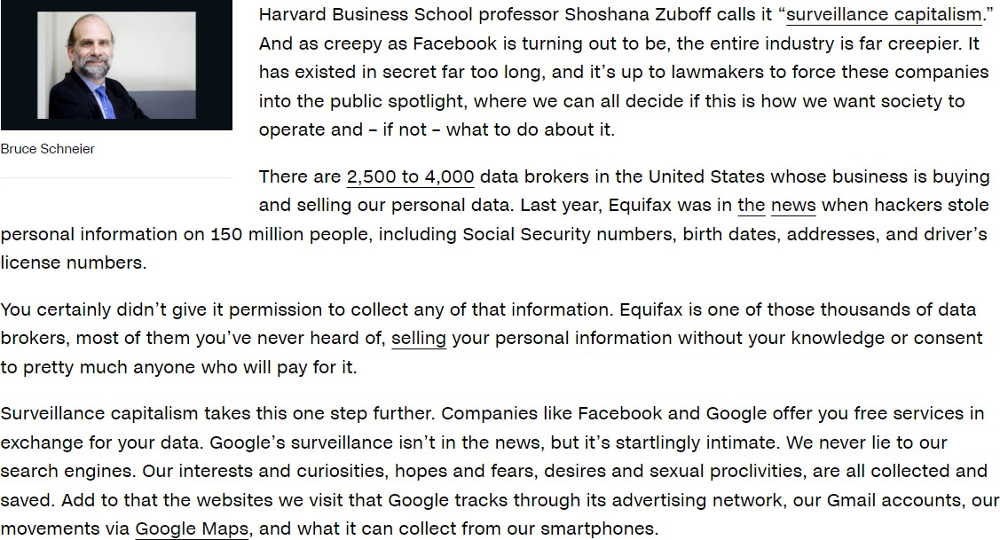 Harvard Business School professor Shoshana Zuboff calls it “surveillance capitalism.”
And as creepy as Facebook is turning out to be, the entire industry is far creepier. It
has existed in secret far too long, and it’s up to lawmakers to force these companies
into the public spotlight, where we can all decide if this is how we want society to
operate and – if not – what to do about it.
Bruce Schneier
There are 2,500 to 4,000 data brokers in the United States whose business is buying
and selling our personal data. Last year, Equifax was in the news when hackers stole
personal information on 150 million people, including Social Security numbers, birth dates, addresses, and driver’s
license numbers.
You certainly didn’t give it permission to collect any of that information. Equifax is one of those thousands of data
brokers, most of them you’ve never heard of, selling your personal information without your knowledge or consent
to pretty much anyone who will pay for it.
Surveillance capitalism takes this one step further. Companies like Facebook and Google offer you free services in
exchange for your data. Google’s surveillance isn’t in the news, but it’s startlingly intimate. We never lie to our
search engines. Our interests and curiosities, hopes and fears, desires and sexual proclivities, are all collected and
saved. Add to that the websites we visit that Google tracks through its advertising network, our Gmail accounts, our
movements via Google Maps, and what it can collect from our smartphones.